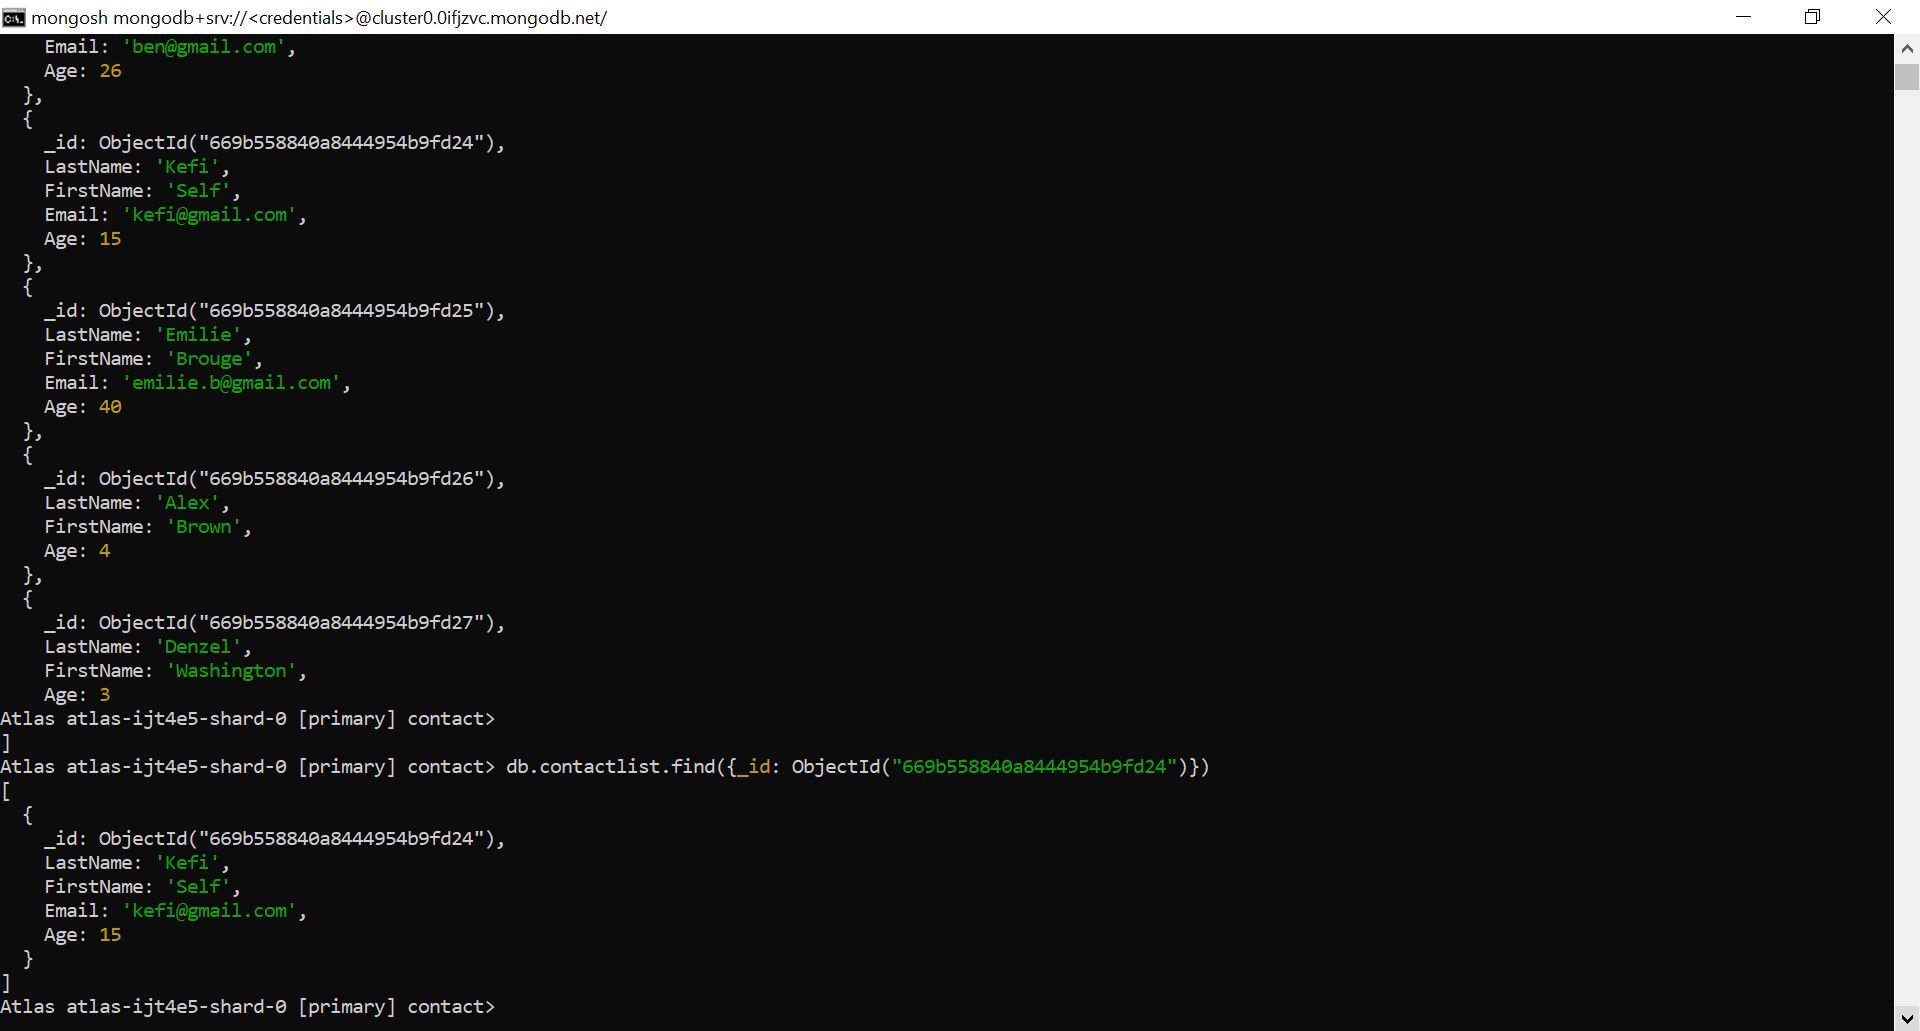 mongosh mongodb+srv://<credentials>@cluster0.0ifjzvc.mongodb.net/
    Email: 'ben@gmail.com',
    Age: 26
  },
  {
    _id: ObjectId("669b558840a8444954b9fd24"),
    LastName: 'Kefi',
    FirstName: 'Self',
    Email: 'kefi@gmail.com',
    Age: 15
  },
  {
    _id: ObjectId("669b558840a8444954b9fd25"),
    LastName: 'Emilie',
    FirstName: 'Brouge',
    Email: 'emilie.b@gmail.com',
    Age: 40
  },
  {
    _id: ObjectId("669b558840a8444954b9fd26"),
    LastName: 'Alex',
    FirstName: 'Brown',
    Age: 4
  },
  {
    _id: ObjectId("669b558840a8444954b9fd27"),
    LastName: 'Denzel',
    FirstName: 'Washington',
    Age: 3
Atlas atlas-ijt4e5-shard-0 [primary] contact>
]
Atlas atlas-ijt4e5-shard-0 [primary] contact> db.contactlist.find({_id: ObjectId("669b558840a8444954b9fd24")})
[
  {
    _id: ObjectId("669b558840a8444954b9fd24"),
    LastName: 'Kefi',
    FirstName: 'Self',
    Email: 'kefi@gmail.com',
    Age: 15
  }
]
Atlas atlas-ijt4e5-shard-0 [primary] contact>